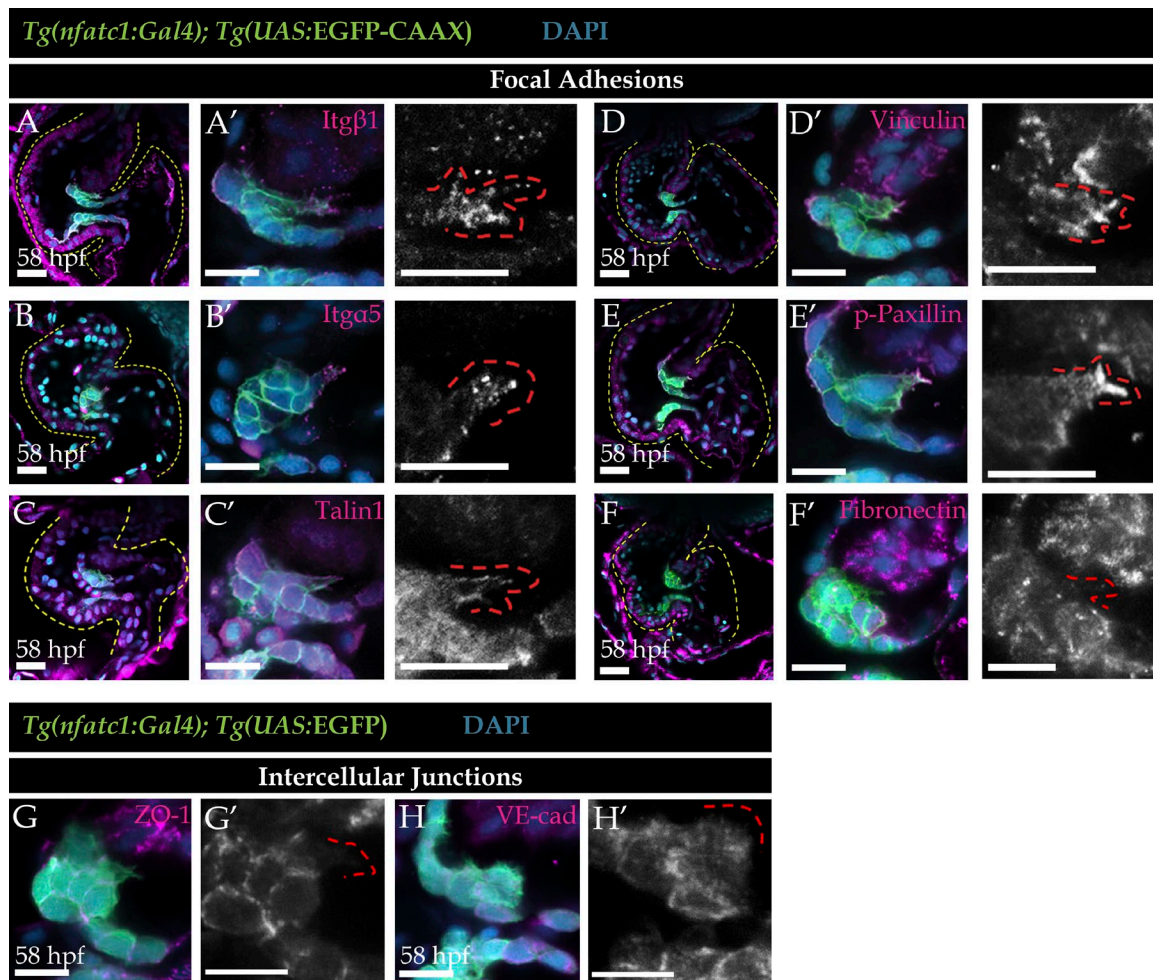 Tg(nfatc1:Gal4); Tg(UAS:EGFP-CAAX) DAPI
Focal Adhesions
A A′ Itgβ1 D D′ Vinculin
58 hpf 58 hpf
B B′ Itgα5 E E′ p-Paxillin
58 hpf 58 hpf
C C′ Talin1 F F′ Fibronectin
58 hpf 58 hpf
Tg(nfatc1:Gal4); Tg(UAS:EGFP) DAPI
Intercellular Junctions
G ZO-1 G′ H VE-cad H′
58 hpf 58 hpf